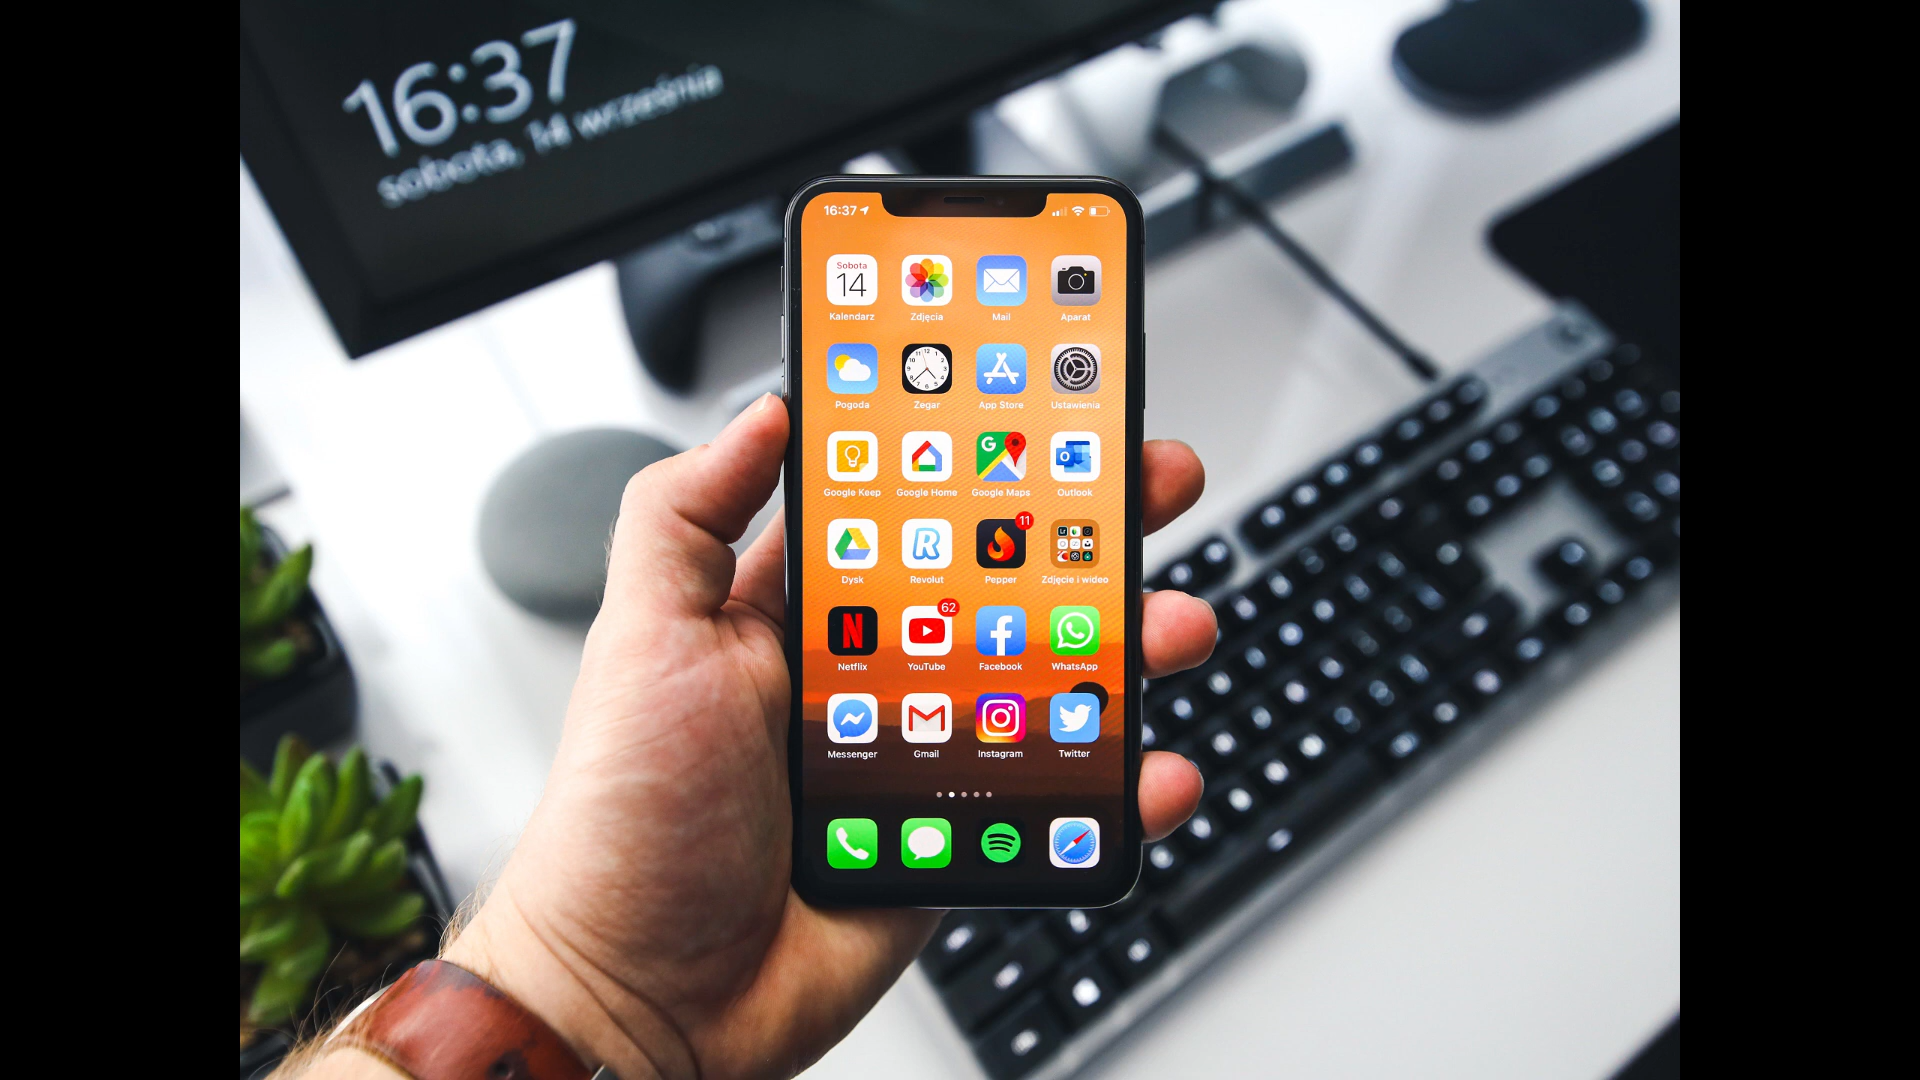 16:37
sobota, 14 września
16:37
Sobota
14
Kalendarz
Zdjęcia
Mail
Aparat
Pogoda
Zegar
App Store
Ustawienia
Google Keep
Google Home
Google Maps
Outlook
11
Dysk
Revolut
Pepper
Zdjęcie i wideo
62
Netflix
YouTube
Facebook
WhatsApp
Messenger
Gmail
Instagram
Twitter